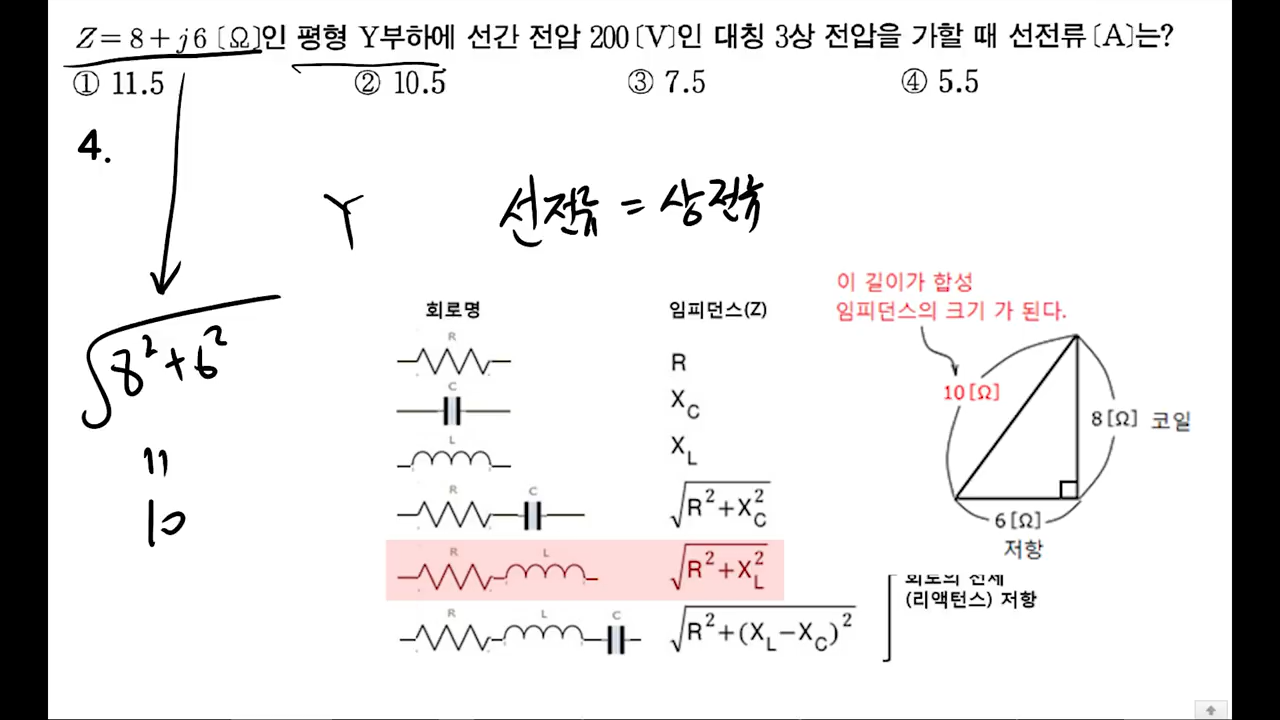 Z = 8 + j6 [Ω]인 평형 Y부하에 선간 전압 200 [V]인 대칭 3상 전압을 가할 때 선전류 [A]는?
① 11.5 ② 10.5 ③ 7.5 ④ 5.5
4.
Y 선전류 = 상전류
√8²+6²
"
10
회로명 임피던스(Z)
R R
C X_C
L X_L
R C √R²+X_C²
R L √R²+X_L²
R L C √R²+(X_L−X_C)²
이 길이가 합성
임피던스의 크기 가 된다.
10[Ω]
8[Ω] 코일
6[Ω]
저항
회로의 전체
(리액턴스) 저항